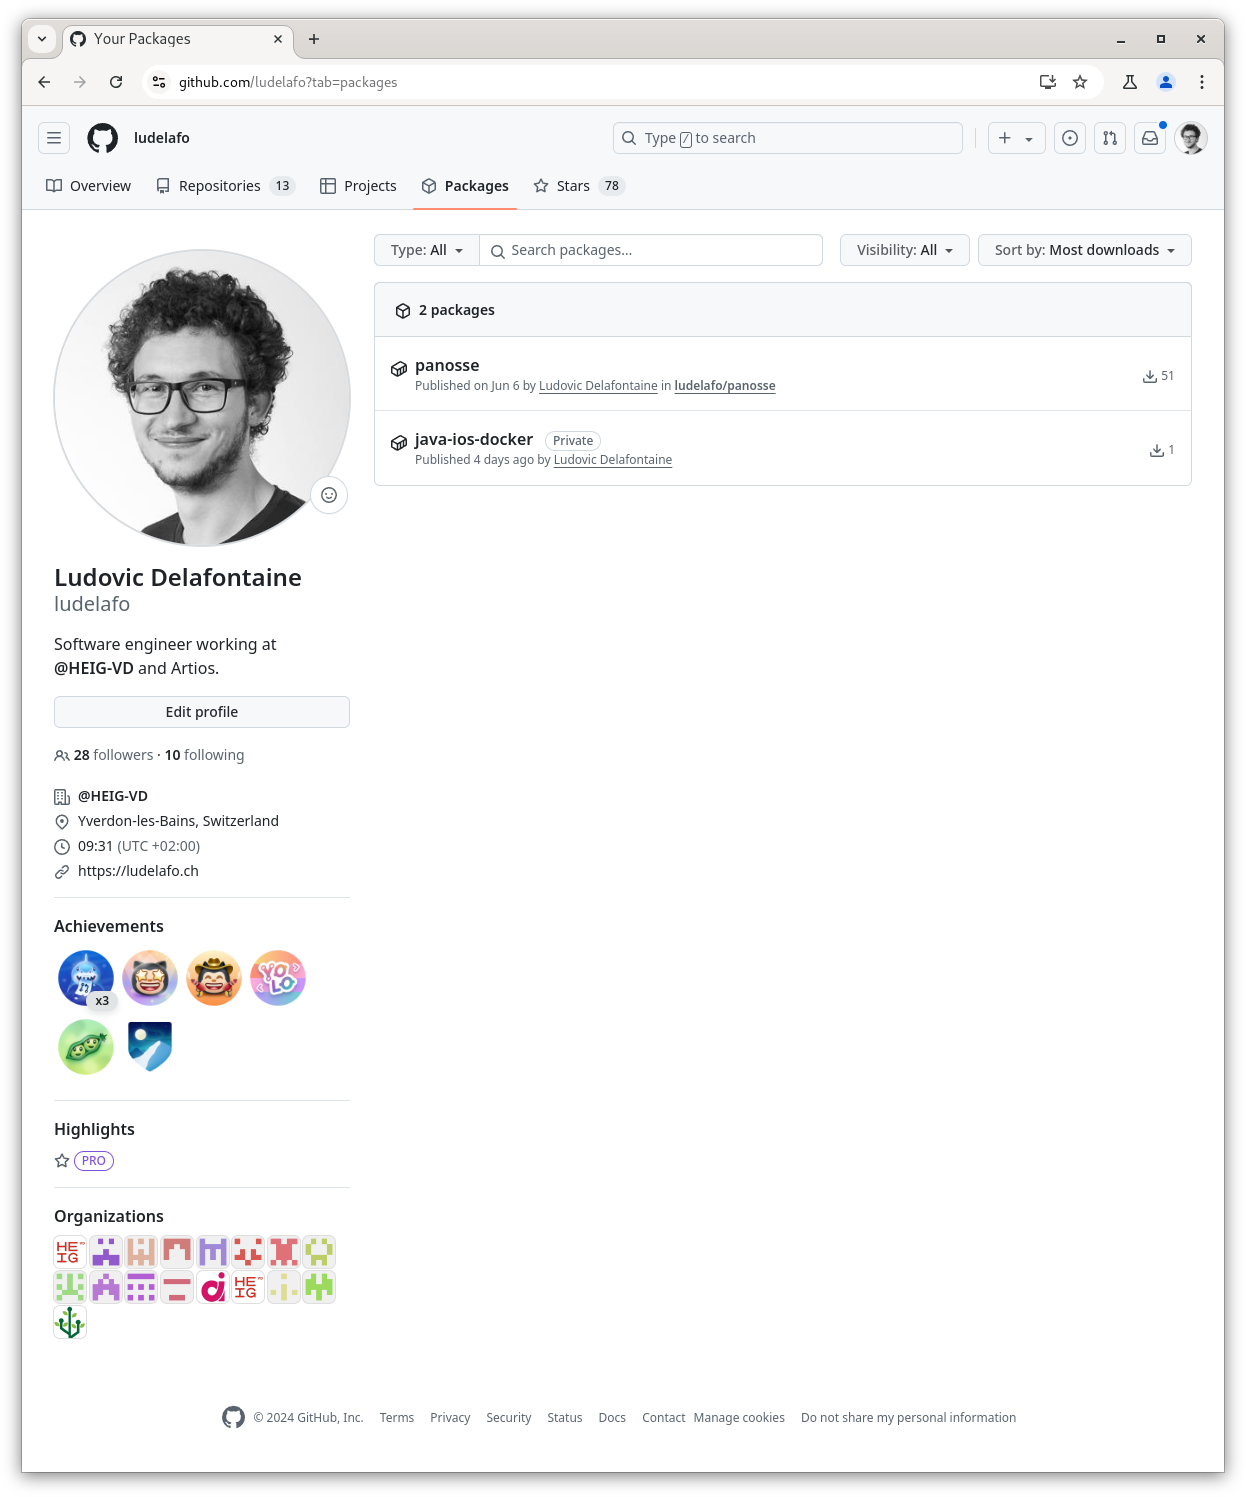 Your Packages
github.com/ludelafo?tab=packages
ludelafo
Type / to search
Overview
Repositories 13
Projects
Packages
Stars 78
Type: All
Search packages...
Visibility: All
Sort by: Most downloads
2 packages
panosse
Published on Jun 6 by Ludovic Delafontaine in ludelafo/panosse
51
java-ios-docker Private
Published 4 days ago by Ludovic Delafontaine
1
Ludovic Delafontaine
ludelafo
Software engineer working at
@HEIG-VD and Artios.
Edit profile
28 followers · 10 following
@HEIG-VD
Yverdon-les-Bains, Switzerland
09:31 (UTC +02:00)
https://ludelafo.ch
Achievements
x3
YOLO
Highlights
PRO
Organizations
HE
IG
HE
IG
© 2024 GitHub, Inc. Terms Privacy Security Status Docs Contact Manage cookies Do not share my personal information